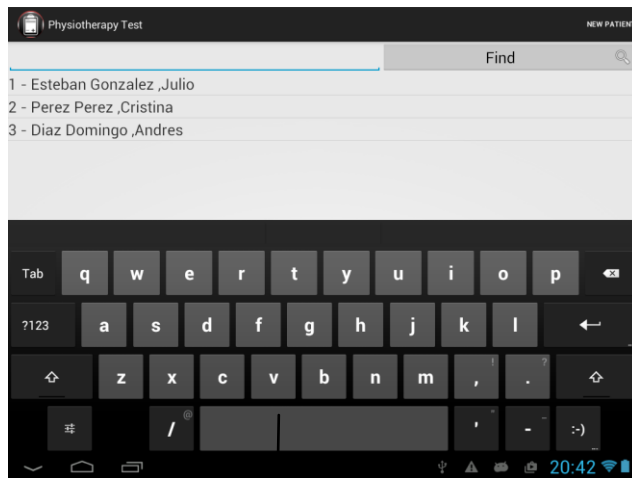 Physiotherapy Test NEW PATIENT
Find
1 - Esteban Gonzalez ,Julio
2 - Perez Perez ,Cristina
3 - Diaz Domingo ,Andres
Tab q w e r t y u i o p
?123 a s d f g h j k l
z x c v b n m , ! . ?
/ @ ' " - _ :-)
20:42